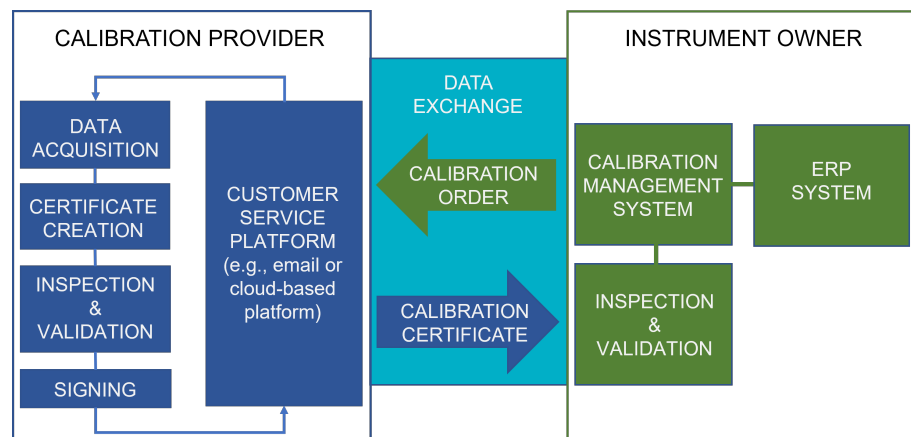 CALIBRATION PROVIDER
DATA
ACQUISITION
CERTIFICATE
CREATION
INSPECTION
&
VALIDATION
SIGNING
CUSTOMER
SERVICE
PLATFORM
(e.g., email or
cloud-based
platform)
DATA
EXCHANGE
CALIBRATION
ORDER
CALIBRATION
CERTIFICATE
INSTRUMENT OWNER
CALIBRATION
MANAGEMENT
SYSTEM
ERP
SYSTEM
INSPECTION
&
VALIDATION